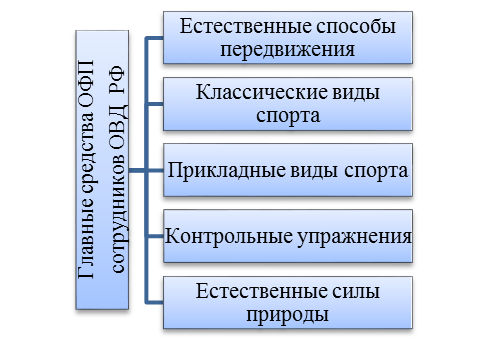 Главные средства ОФП
сотрудников ОВД РФ
Естественные способы
передвижения
Классические виды
спорта
Прикладные виды спорта
Контрольные упражнения
Естественные силы
природы